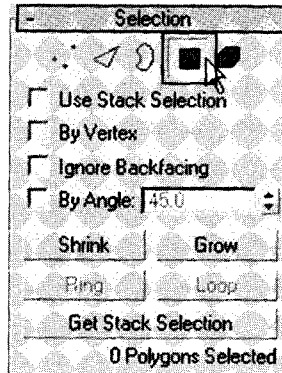 - Selection
Use Stack Selection
By Vertex
Ignore Backfacing
By Angle: 45.0
Shrink Grow
Ring Loop
Get Stack Selection
0 Polygons Selected